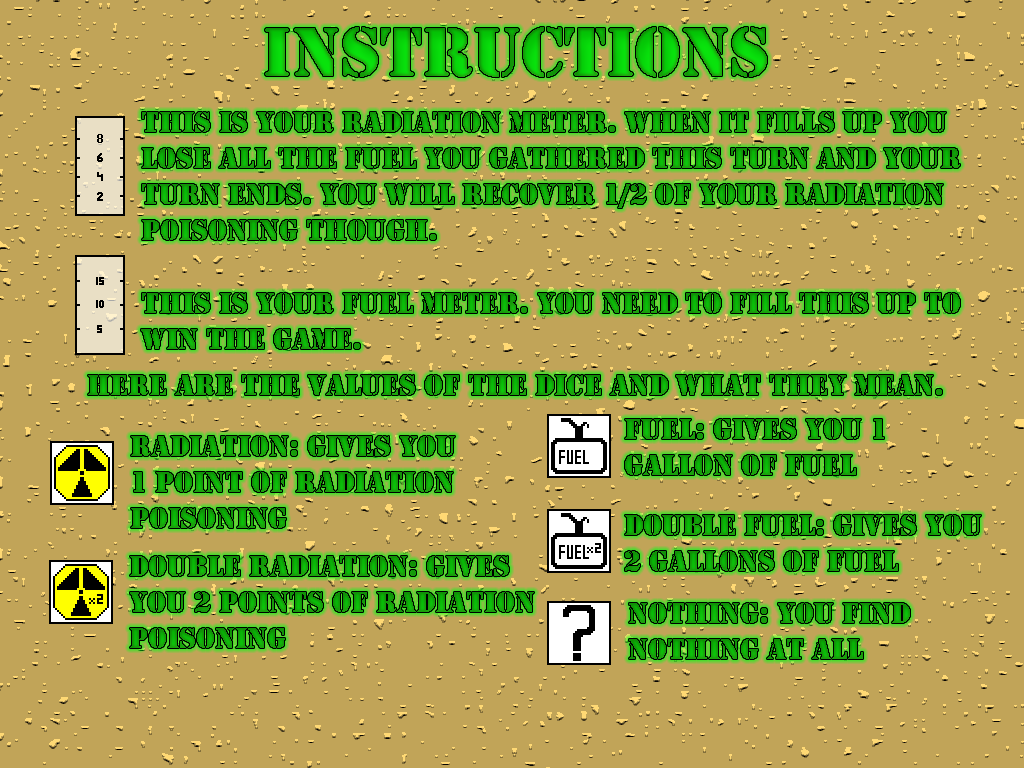 INSTRUCTIONS
8
6
4
2
THIS IS YOUR RADIATION METER. WHEN IT FILLS UP YOU
LOSE ALL THE FUEL YOU GATHERED THIS TURN AND YOUR
TURN ENDS. YOU WILL RECOVER 1/2 OF YOUR RADIATION
POISONING THOUGH.
15
10
5
THIS IS YOUR FUEL METER. YOU NEED TO FILL THIS UP TO
WIN THE GAME.
HERE ARE THE VALUES OF THE DICE AND WHAT THEY MEAN.
RADIATION: GIVES YOU
1 POINT OF RADIATION
POISONING
x2
DOUBLE RADIATION: GIVES
YOU 2 POINTS OF RADIATION
POISONING
FUEL
FUEL: GIVES YOU 1
GALLON OF FUEL
FUELx2
DOUBLE FUEL: GIVES YOU
2 GALLONS OF FUEL
?
NOTHING: YOU FIND
NOTHING AT ALL